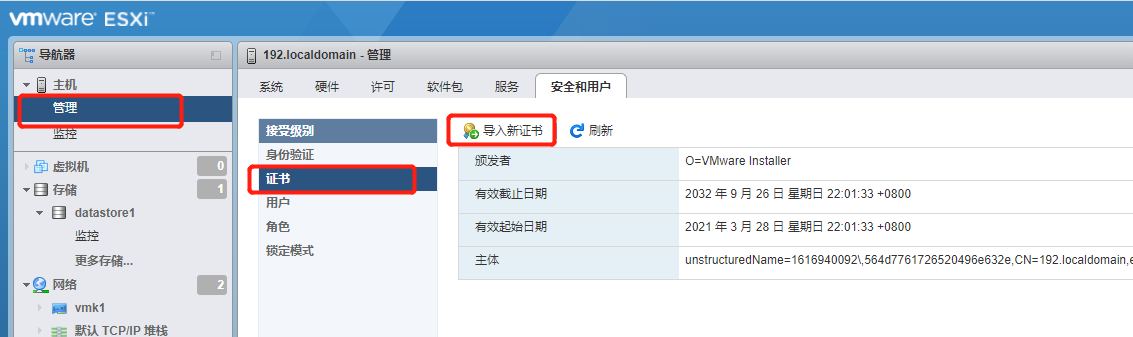 vmware ESXi™
导航器
主机
管理
监控
虚拟机 0
存储 1
datastore1
监控
更多存储...
网络 2
vmk1
默认 TCP/IP 堆栈
192.localdomain - 管理
系统 硬件 许可 软件包 服务 安全和用户
接受级别
身份验证
证书
用户
角色
锁定模式
导入新证书 刷新
颁发者 O=VMware Installer
有效截止日期 2032 年 9 月 26 日 星期日 22:01:33 +0800
有效起始日期 2021 年 3 月 28 日 星期日 22:01:33 +0800
主体 unstructuredName=1616940092\,564d7761726520496e632e,CN=192.localdomain,e